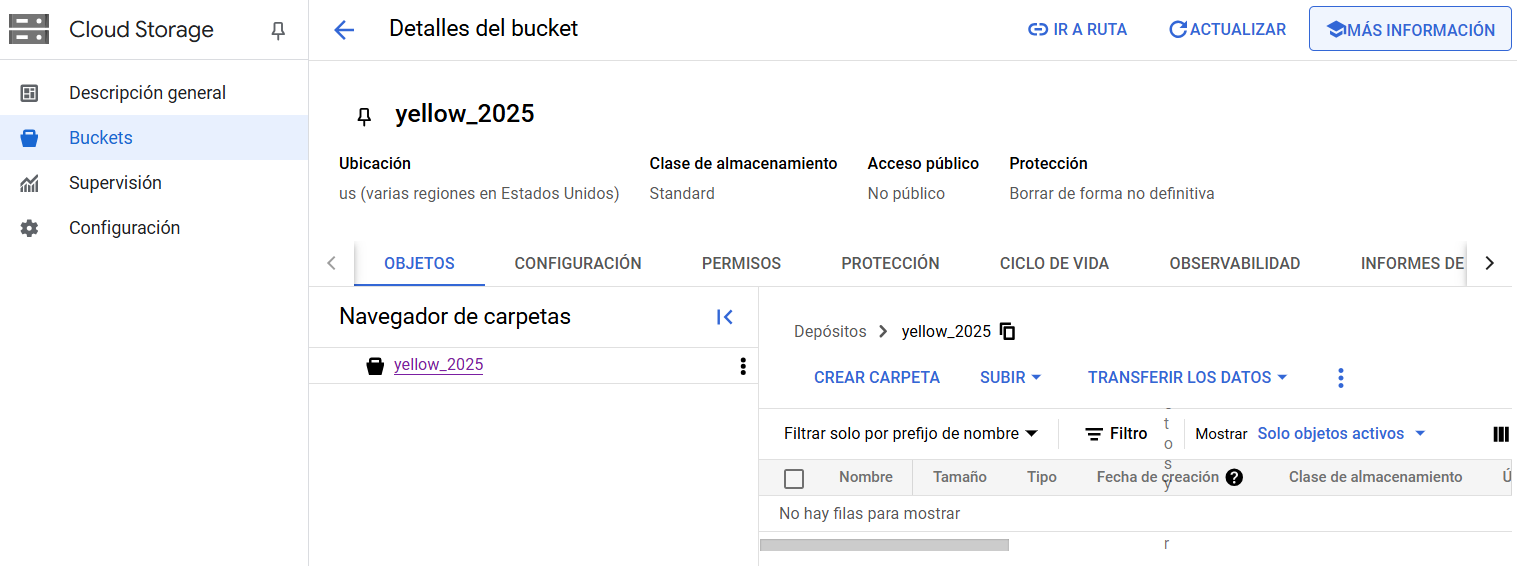 Cloud Storage
Descripción general
Buckets
Supervisión
Configuración
Detalles del bucket
IR A RUTA
ACTUALIZAR
MÁS INFORMACIÓN
yellow_2025
Ubicación
us (varias regiones en Estados Unidos)
Clase de almacenamiento
Standard
Acceso público
No público
Protección
Borrar de forma no definitiva
OBJETOS
CONFIGURACIÓN
PERMISOS
PROTECCIÓN
CICLO DE VIDA
OBSERVABILIDAD
INFORMES DE
Navegador de carpetas
yellow_2025
Depósitos
yellow_2025
CREAR CARPETA
SUBIR
TRANSFERIR LOS DATOS
Filtrar solo por prefijo de nombre
Filtro
t
o
s
y
r
Mostrar
Solo objetos activos
Nombre
Tamaño
Tipo
Fecha de creación
Clase de almacenamiento
No hay filas para mostrar